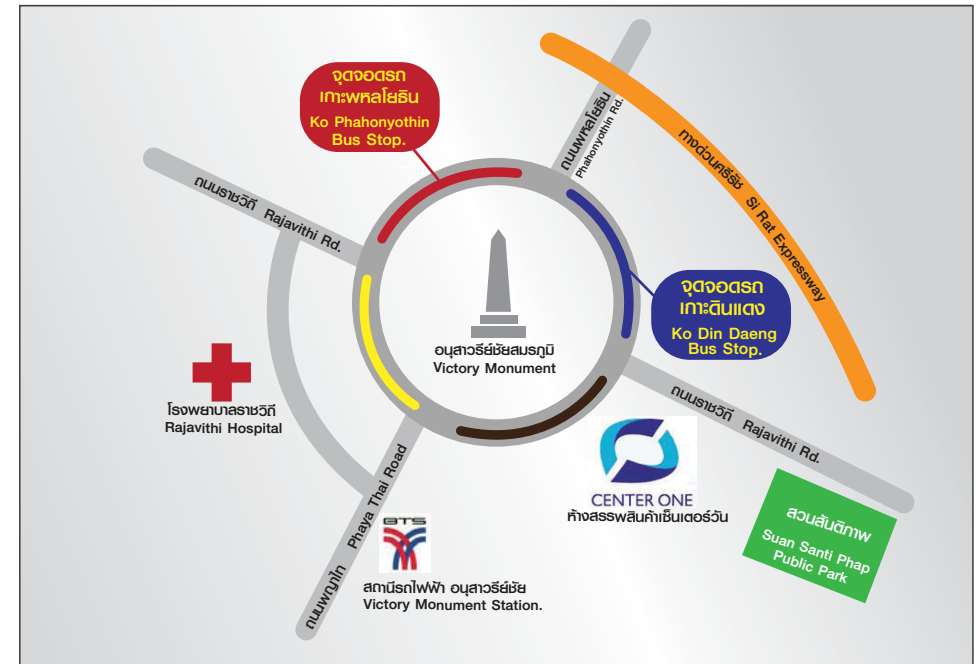 จุดจอดรถ
เกาะพหลโยธิน
Ko Phahonyothin
Bus Stop.
ถนนพหลโยธิน
Phahonyothin Rd.
ทางด่วนศรีรัช Si Rat Expressway
ถนนราชวิถี Rajavithi Rd.
จุดจอดรถ
เกาะดินแดง
Ko Din Daeng
Bus Stop.
อนุสาวรีย์ชัยสมรภูมิ
Victory Monument
โรงพยาบาลราชวิถี
Rajavithi Hospital
ถนนราชวิถี Rajavithi Rd.
CENTER ONE
ห้างสรรพสินค้าเซ็นเตอร์วัน
ถนนพญาไท Phaya Thai Road
BTS
สถานีรถไฟฟ้า อนุสาวรีย์ชัย
Victory Monument Station.
สวนสันติภาพ
Suan Santi Phap
Public Park